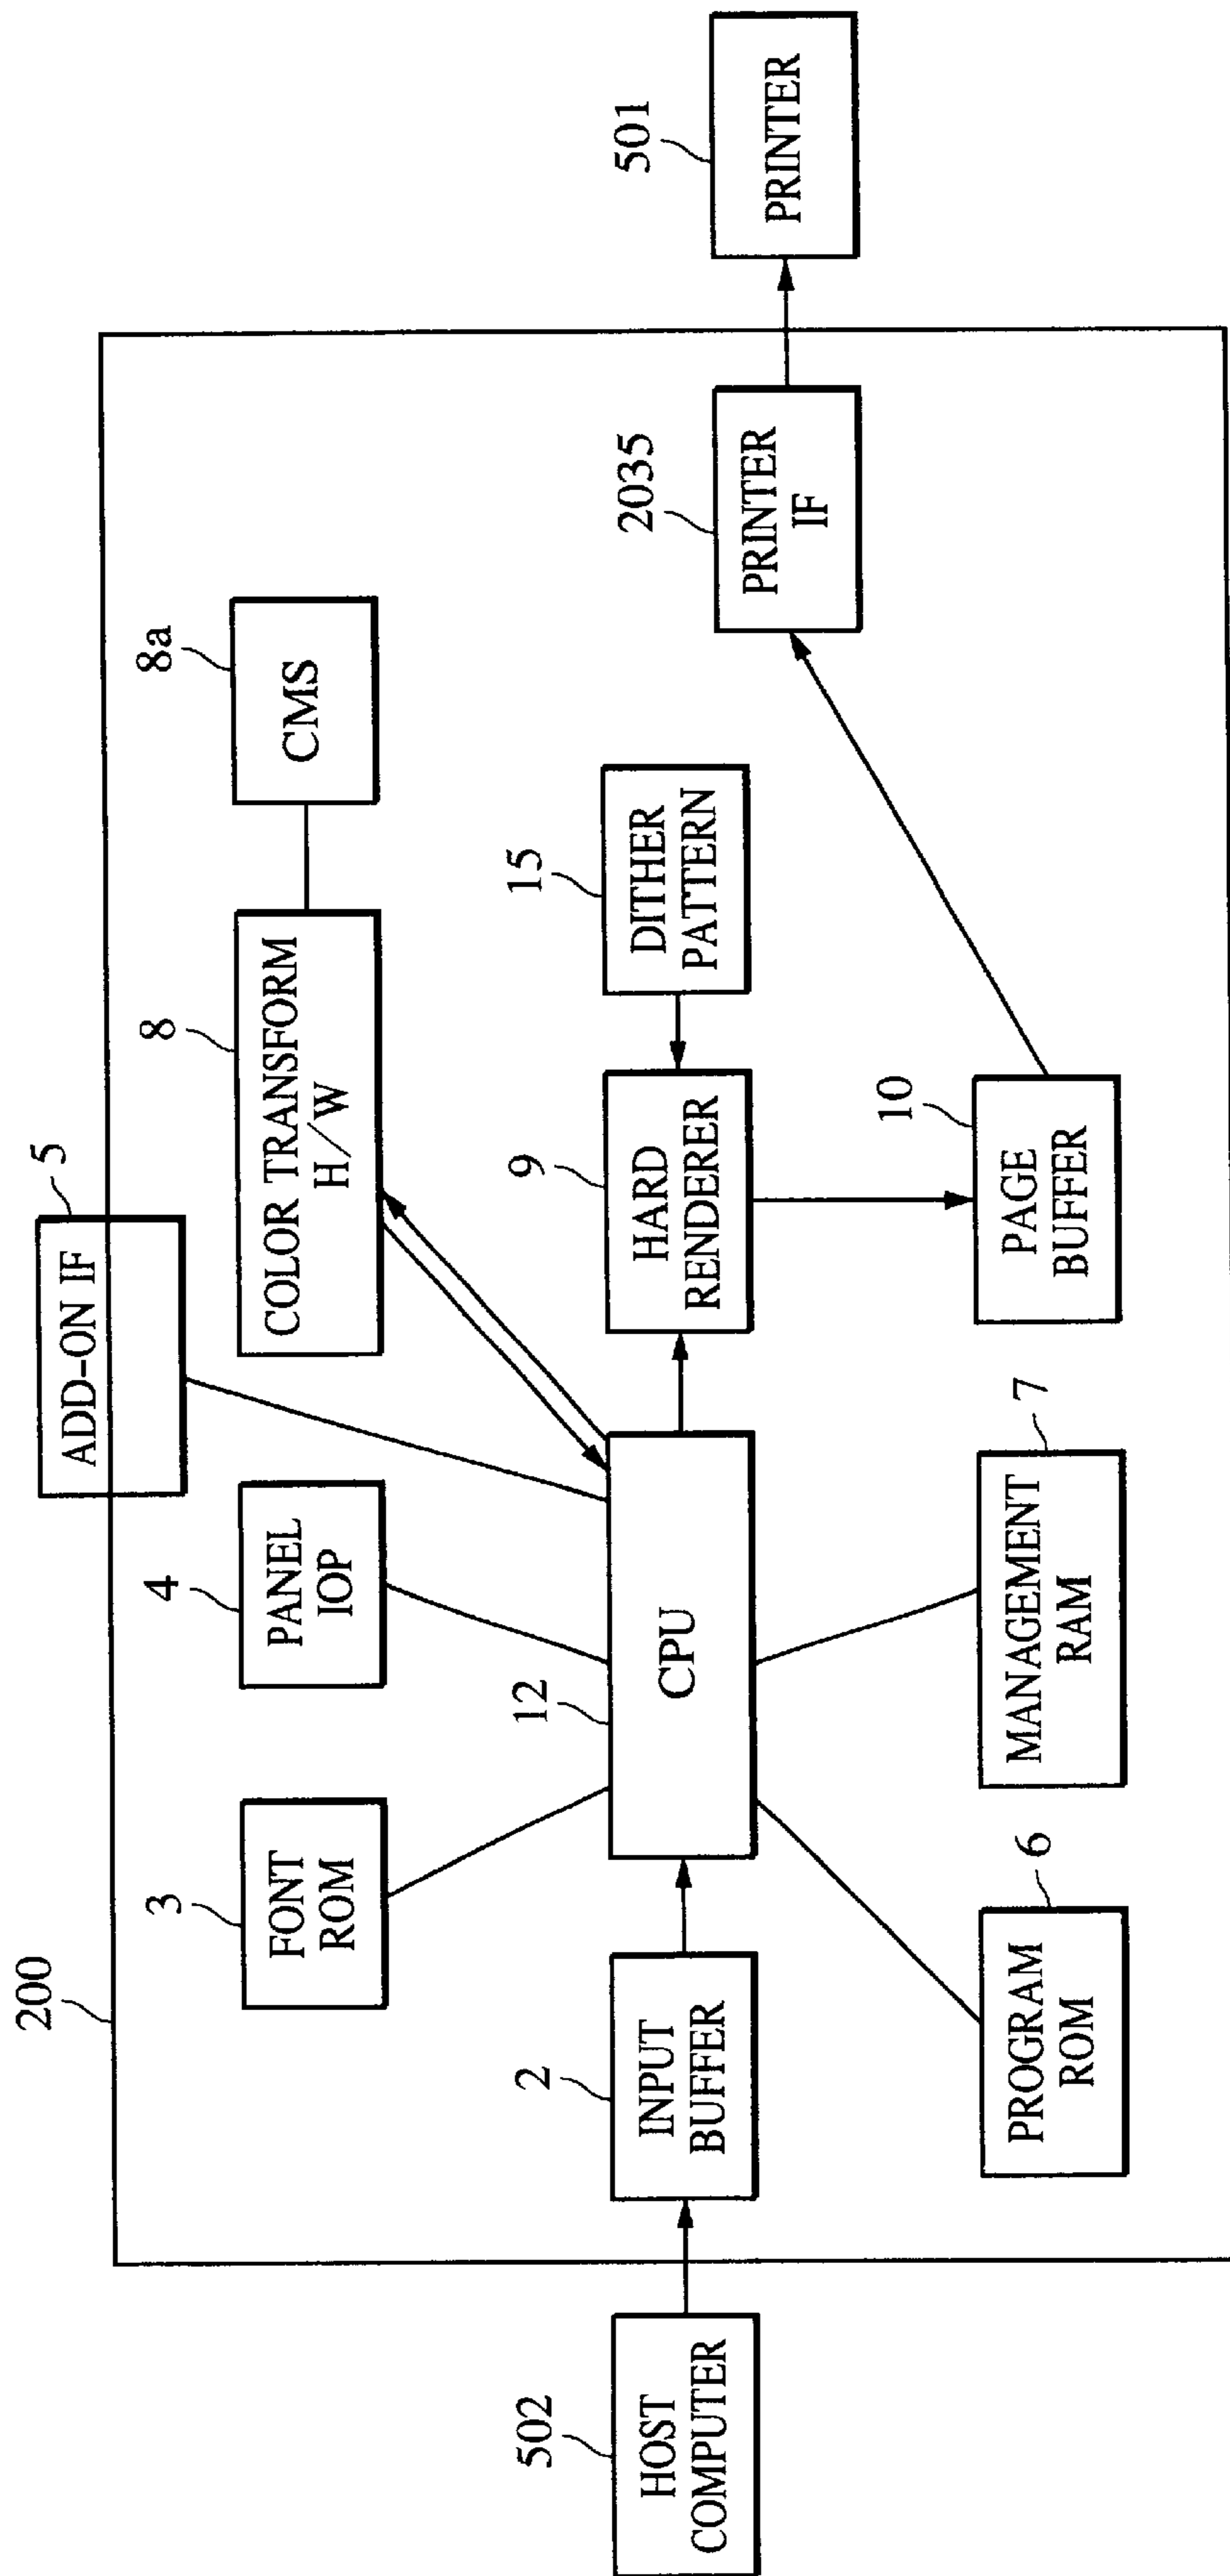 200
5
ADD-ON IF
3
FONT
ROM
4
PANEL
IOP
8
COLOR TRANSFORM
H/W
8a
CMS
502
HOST
COMPUTER
2
INPUT
BUFFER
12
CPU
9
HARD
RENDERER
15
DITHER
PATTERN
2035
PRINTER
IF
501
PRINTER
6
PROGRAM
ROM
7
MANAGEMENT
RAM
10
PAGE
BUFFER